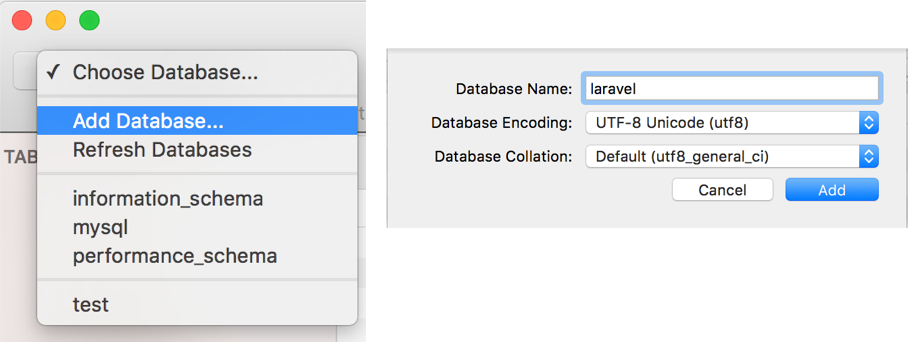 Choose Database...
Add Database...
Refresh Databases
TAB
information_schema
mysql
performance_schema
test
Database Name: laravel
Database Encoding: UTF-8 Unicode (utf8)
Database Collation: Default (utf8_general_ci)
Cancel Add